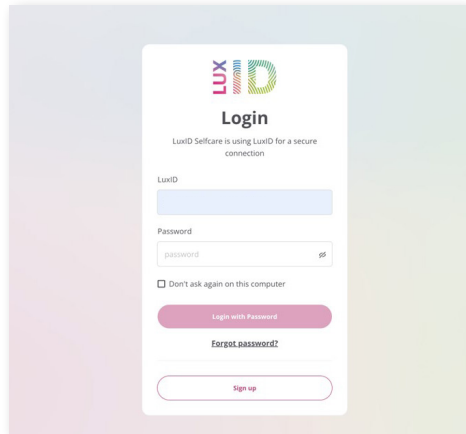 LUX ID
Login
LuxID Selfcare is using LuxID for a secure
connection
LuxID
Password
password
Don't ask again on this computer
Login with Password
Forgot password?
Sign up